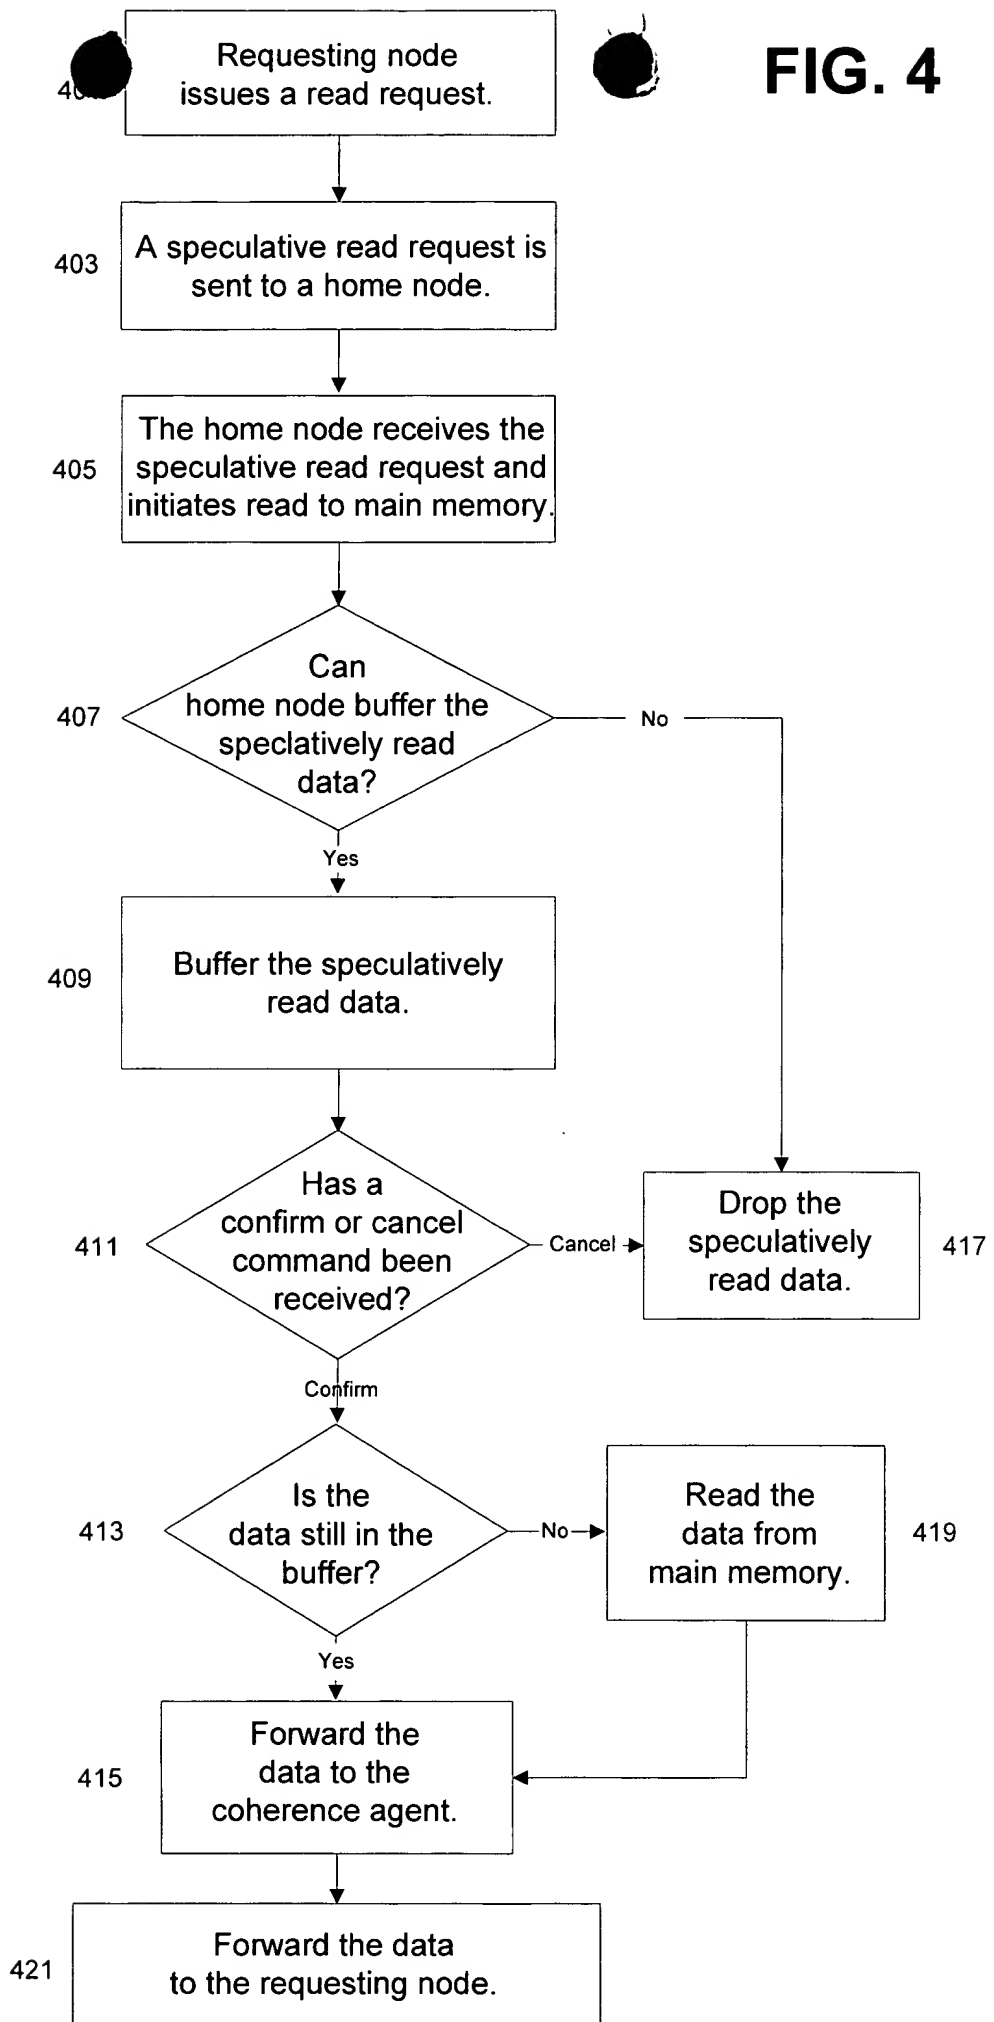 FIG. 4
Requesting node
issues a read request.
403
A speculative read request is
sent to a home node.
405
The home node receives the
speculative read request and
initiates read to main memory.
407
Can
home node buffer the
speclatively read
data?
No
Yes
409
Buffer the speculatively
read data.
411
Has a
confirm or cancel
command been
received?
Cancel
Drop the
speculatively
read data.
417
Confirm
413
Is the
data still in the
buffer?
No
Read the
data from
main memory.
419
Yes
415
Forward the
data to the
coherence agent.
421
Forward the data
to the requesting node.